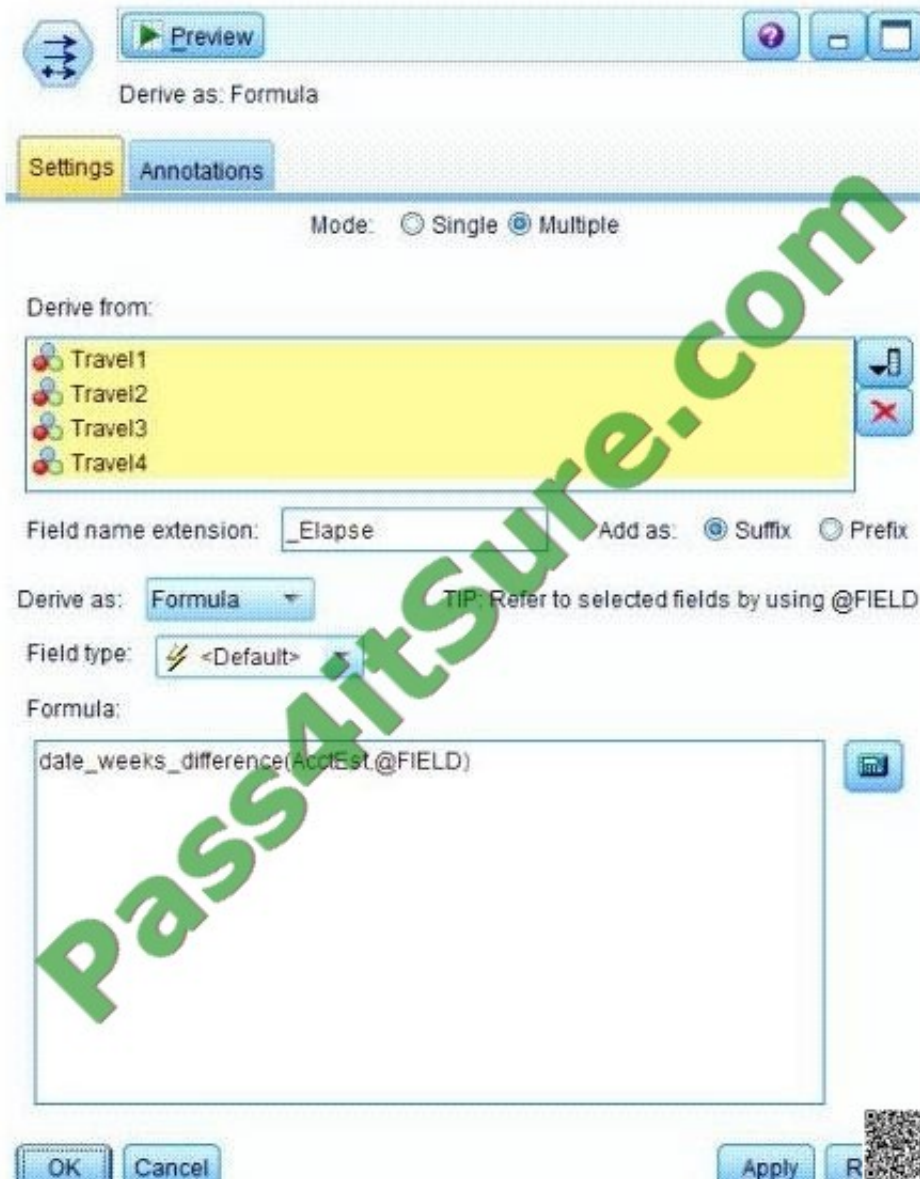 Preview
Derive as: Formula
Settings Annotations
Mode: Single Multiple
Derive from:
Travel1
Travel2
Travel3
Travel4
Field name extension: _Elapse Add as: Suffix Prefix
Derive as: Formula TIP: Refer to selected fields by using @FIELD
Field type: <Default>
Formula:
date_weeks_difference(AcctEst,@FIELD)
Pass4itSure.com
OK Cancel Apply R